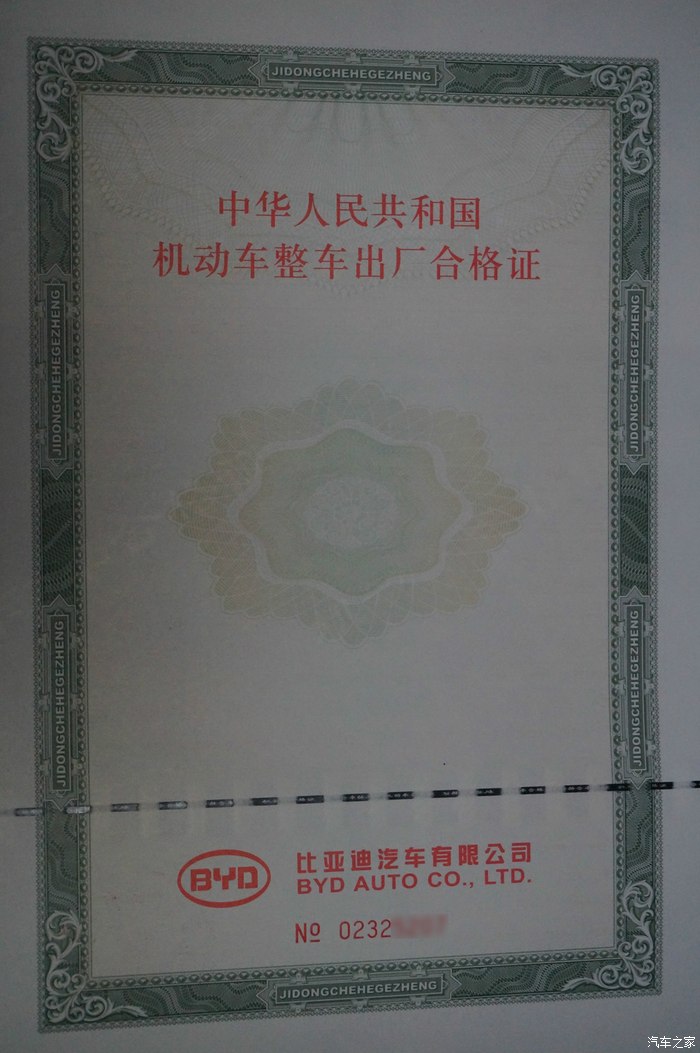 JIDONGCHEHEGEZHENG
中华人民共和国
机动车整车出厂合格证
JIDONGCHEHEGEZHENG
JIDONGCHEHEGEZHENG
JIDONGCHEHEGEZHENG
JIDONGCHEHEGEZHENG
BYD
比亚迪汽车有限公司
BYD AUTO CO., LTD.
№ 0232
JIDONGCHEHEGEZHENG
汽车之家